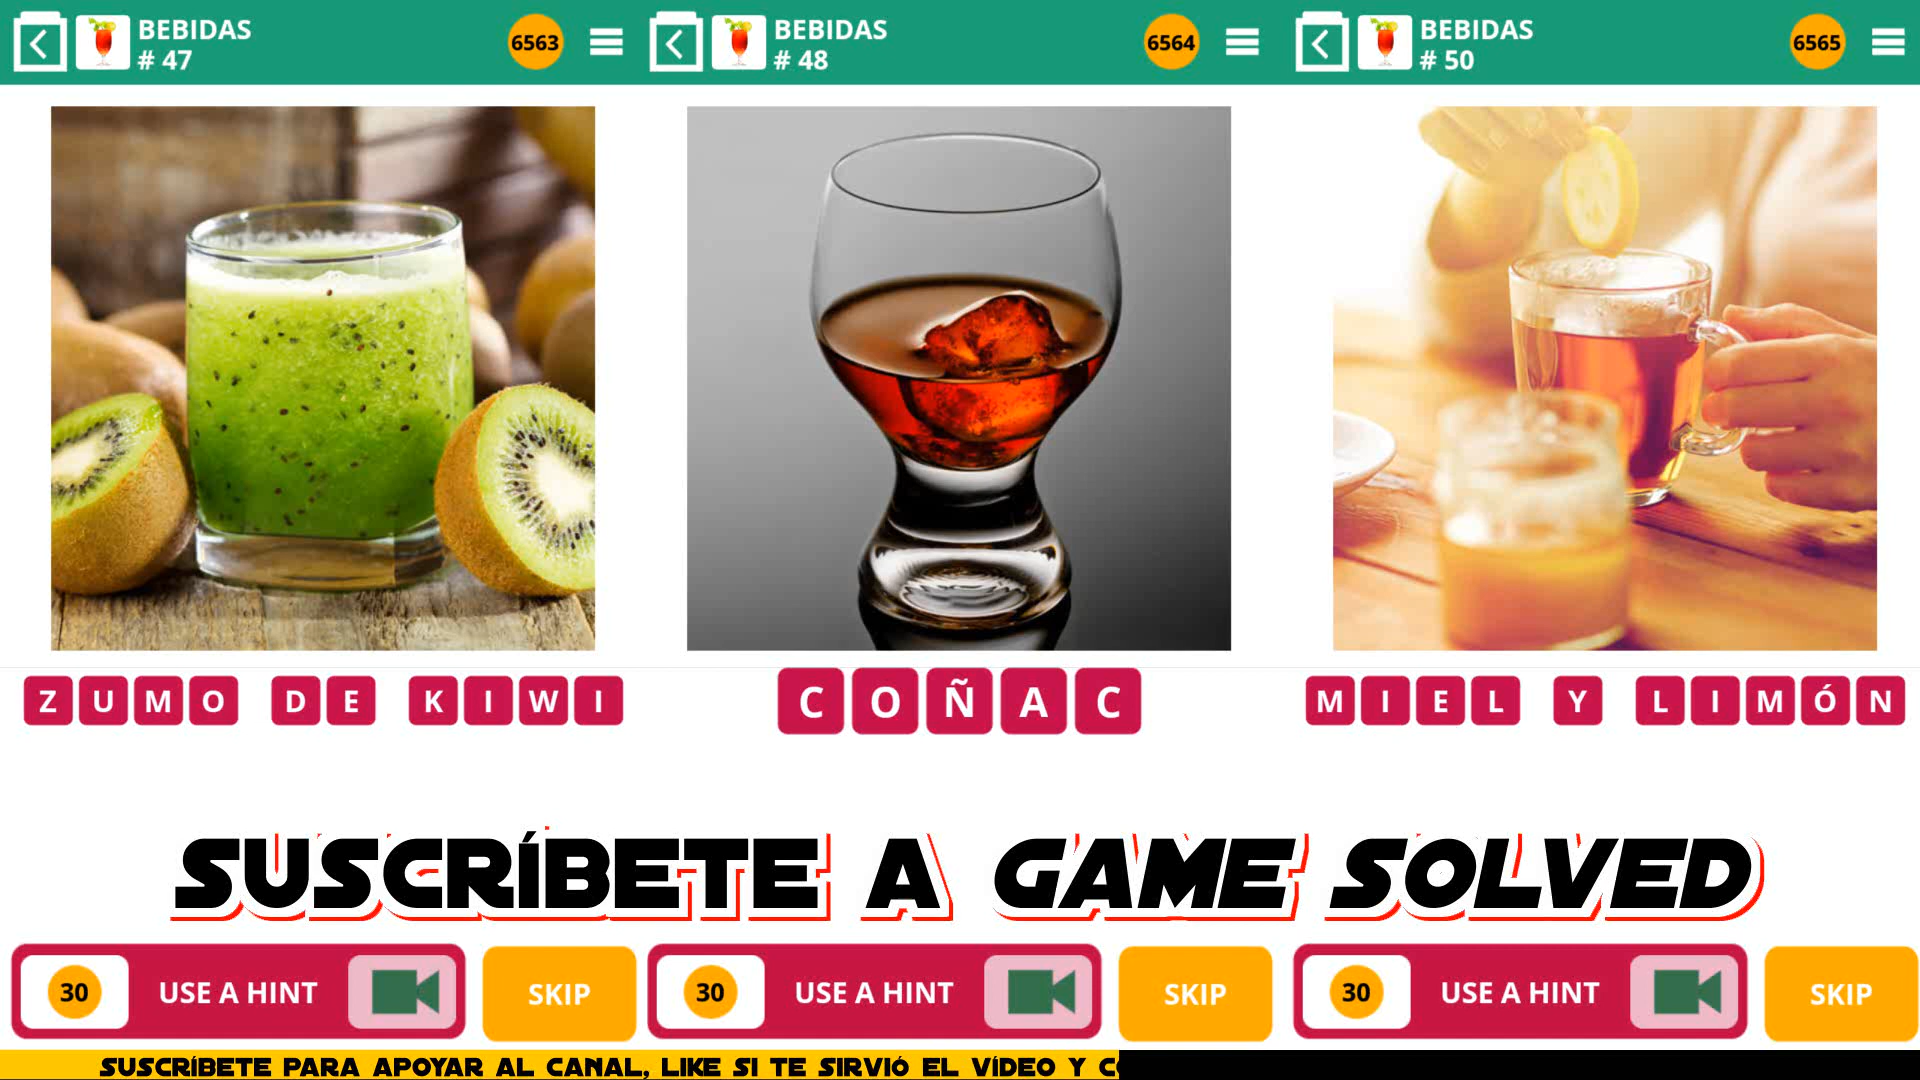 BEBIDAS
# 47
6563
BEBIDAS
# 48
6564
BEBIDAS
# 50
6565
ZUMO DE KIWI
COÑAC
MIEL Y LIMÓN
SUSCRÍBETE A GAME SOLVED
30
USE A HINT
SKIP
30
USE A HINT
SKIP
30
USE A HINT
SKIP
SUSCRÍBETE PARA APOYAR AL CANAL, LIKE SI TE SIRVIÓ EL VÍDEO Y